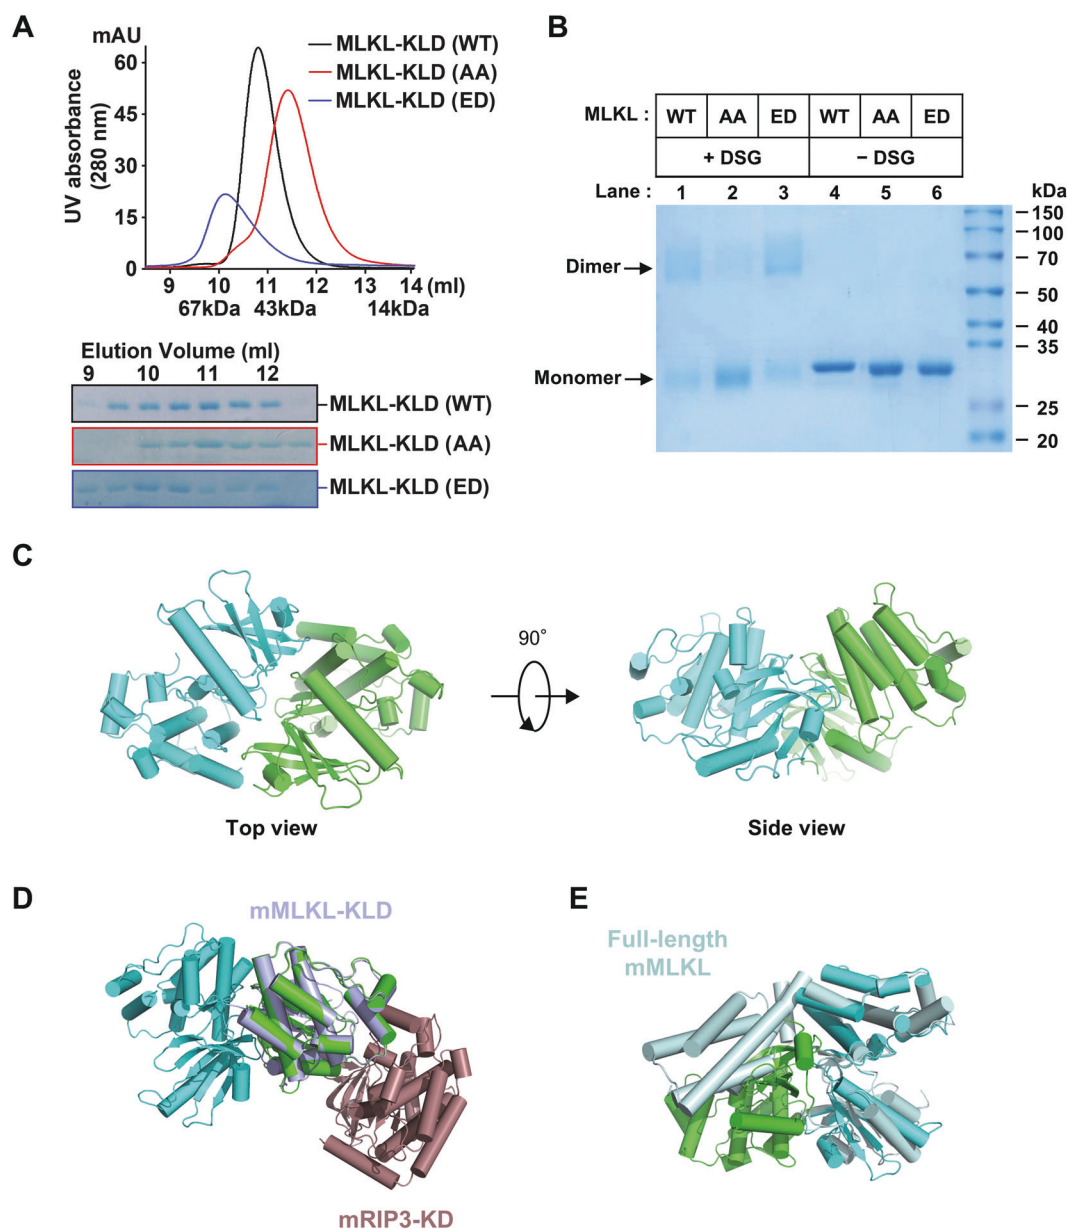 A
mAU
UV absorbance
(280 nm)
60
45
30
15
0
MLKL-KLD (WT)
MLKL-KLD (AA)
MLKL-KLD (ED)
9 10 11 12 13 14 (ml)
67kDa 43kDa 14kDa
Elution Volume (ml)
9 10 11 12
MLKL-KLD (WT)
MLKL-KLD (AA)
MLKL-KLD (ED)
B
MLKL: WT AA ED WT AA ED
+ DSG − DSG
Lane : 1 2 3 4 5 6 kDa
150
100
Dimer 70
50
40
35
Monomer
25
20
C
90°
Top view
Side view
D
mMLKL-KLD
mRIP3-KD
E
Full-length
mMLKL